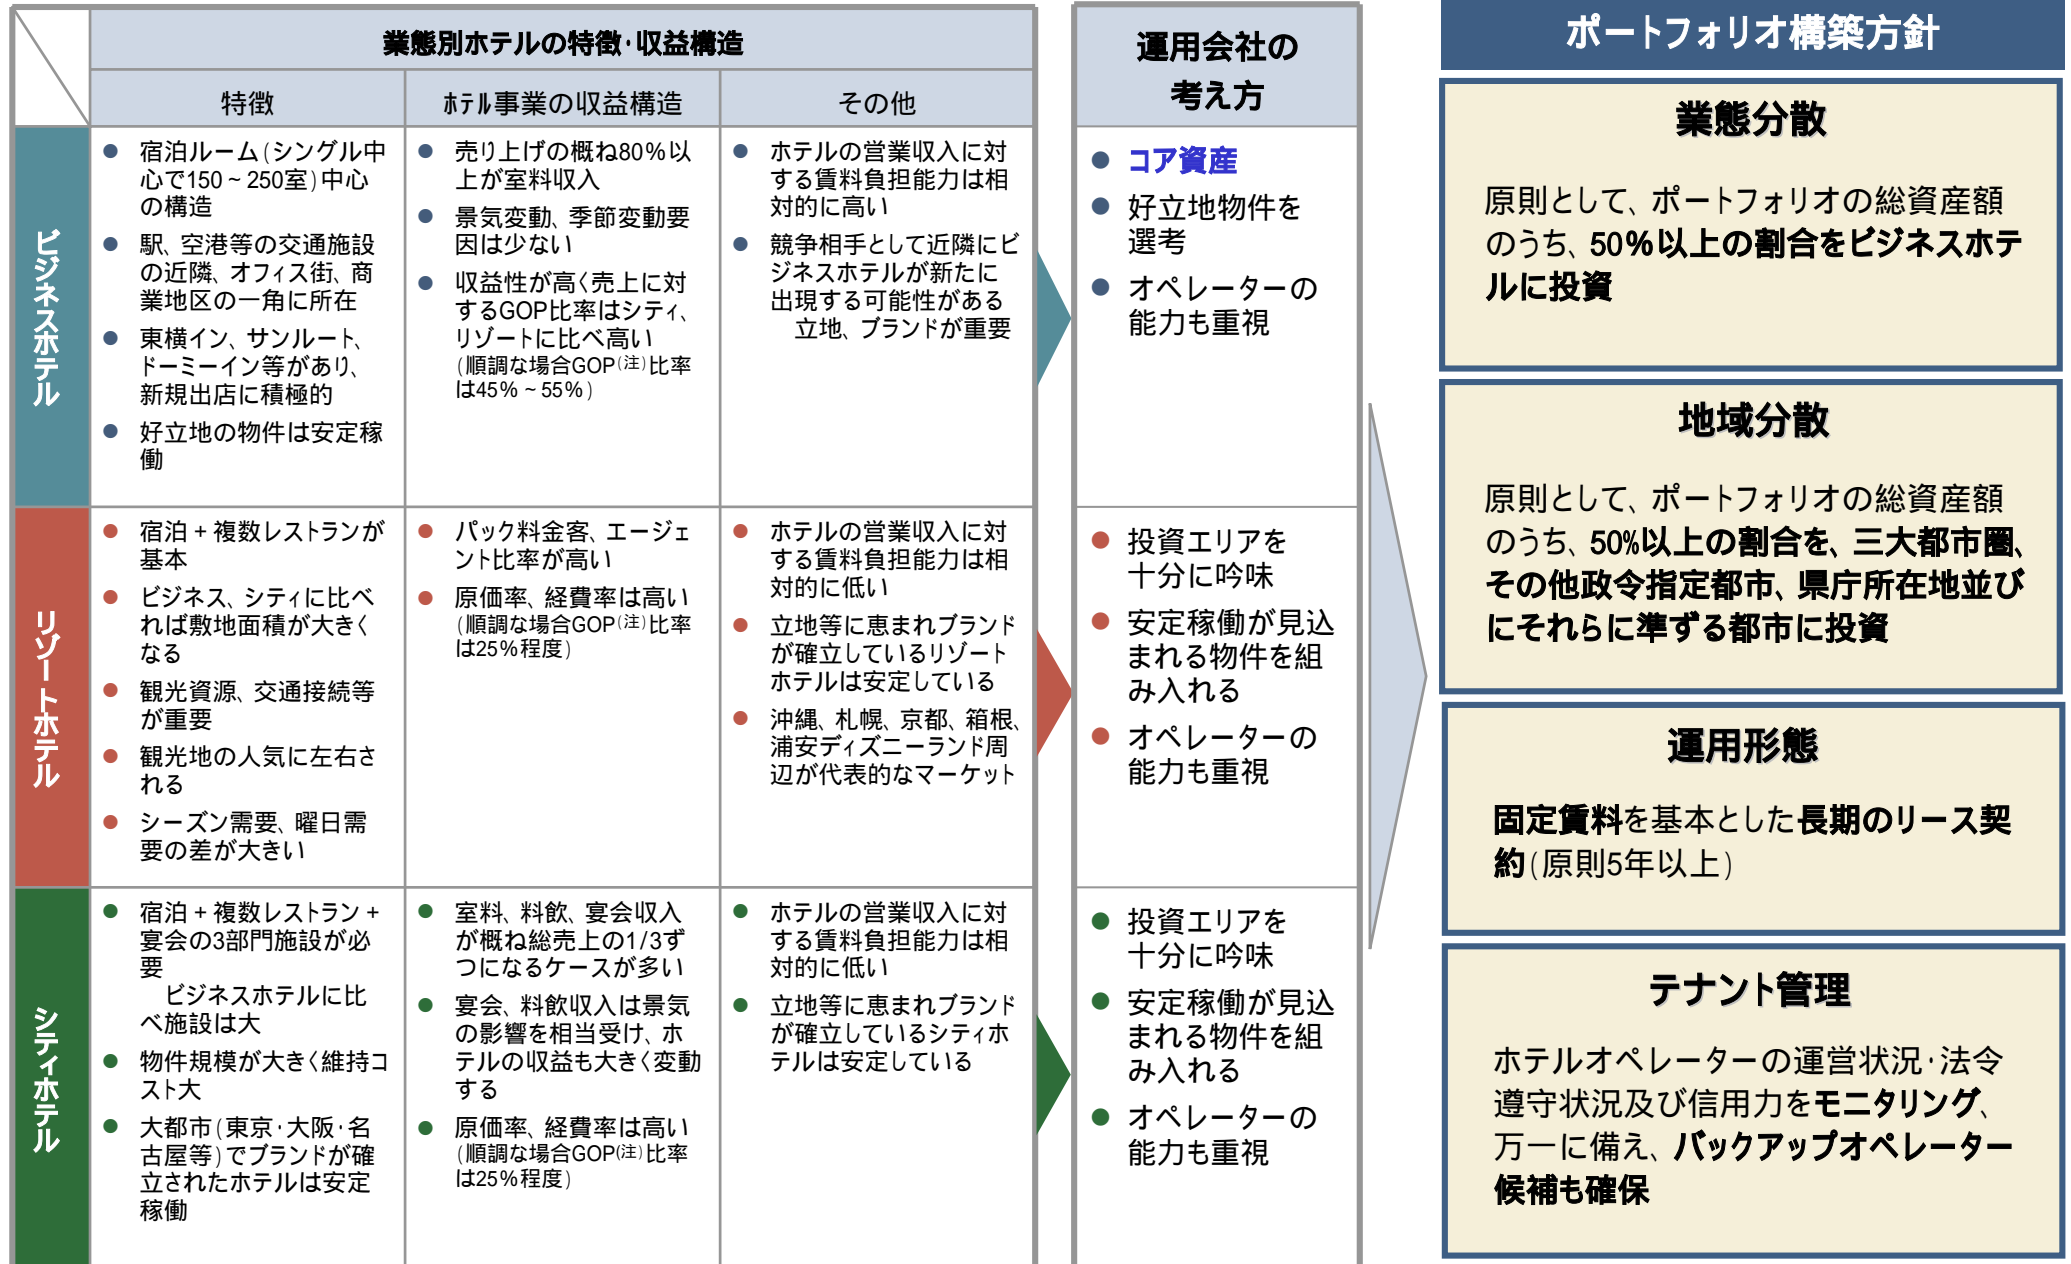 業態別ホテルの特徴・収益構造
特徴
ﾎﾃﾙ事業の収益構造
その他
運用会社の
考え方
ビジネスホテル
宿泊ルーム(シングル中
心で150~250室)中心
の構造
駅、空港等の交通施設
の近隣、オフィス街、商
業地区の一角に所在
東横イン、サンルート、
ドーミーイン等があり、
新規出店に積極的
好立地の物件は安定稼
働
売り上げの概ね80%以
上が室料収入
景気変動、季節変動要
因は少ない
収益性が高く売上に対
するGOP比率はシティ、
リゾートに比べ高い
(順調な場合GOP(注)比率
は45%~55%)
ホテルの営業収入に対
する賃料負担能力は相
対的に高い
競争相手として近隣にビ
ジネスホテルが新たに
出現する可能性がある
立地、ブランドが重要
コア資産
好立地物件を
選考
オペレーターの
能力も重視
リゾートホテル
宿泊+複数レストランが
基本
ビジネス、シティに比べ
れば敷地面積が大きく
なる
観光資源、交通接続等
が重要
観光地の人気に左右さ
れる
シーズン需要、曜日需
要の差が大きい
パック料金客、エージェ
ント比率が高い
原価率、経費率は高い
(順調な場合GOP(注)比率
は25%程度)
ホテルの営業収入に対
する賃料負担能力は相
対的に低い
立地等に恵まれブランド
が確立しているリゾート
ホテルは安定している
沖縄、札幌、京都、箱根、
浦安ディズニーランド周
辺が代表的なマーケット
投資エリアを
十分に吟味
安定稼働が見込
まれる物件を組
み入れる
オペレーターの
能力も重視
シティホテル
宿泊+複数レストラン+
宴会の3部門施設が必
要
ビジネスホテルに比
べ施設は大
物件規模が大きく維持コ
スト大
大都市(東京・大阪・名
古屋等)でブランドが確
立されたホテルは安定
稼働
室料、料飲、宴会収入
が概ね総売上の1/3ず
つになるケースが多い
宴会、料飲収入は景気
の影響を相当受け、ホ
テルの収益も大きく変動
する
原価率、経費率は高い
(順調な場合GOP(注)比率
は25%程度)
ホテルの営業収入に対
する賃料負担能力は相
対的に低い
立地等に恵まれブランド
が確立しているシティホ
テルは安定している
投資エリアを
十分に吟味
安定稼働が見込
まれる物件を組
み入れる
オペレーターの
能力も重視
ポートフォリオ構築方針
業態分散
原則として、ポートフォリオの総資産額
のうち、50%以上の割合をビジネスホテ
ルに投資
地域分散
原則として、ポートフォリオの総資産額
のうち、50%以上の割合を、三大都市圏、
その他政令指定都市、県庁所在地並び
にそれらに準ずる都市に投資
運用形態
固定賃料を基本とした長期のリース契
約(原則5年以上)
テナント管理
ホテルオペレーターの運営状況・法令
遵守状況及び信用力をモニタリング、
万一に備え、バックアップオペレーター
候補も確保